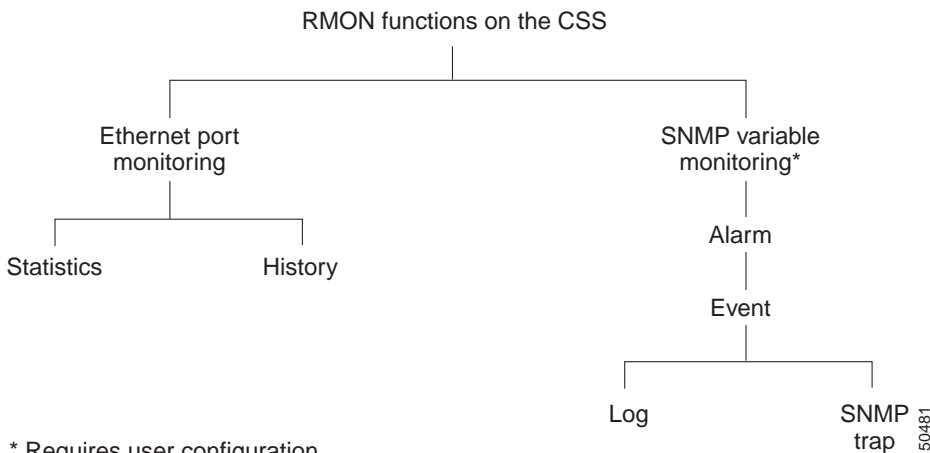 RMON functions on the CSS
Ethernet port
monitoring
SNMP variable
monitoring*
Statistics
History
Alarm
Event
Log
SNMP
trap
* Requires user configuration
50481